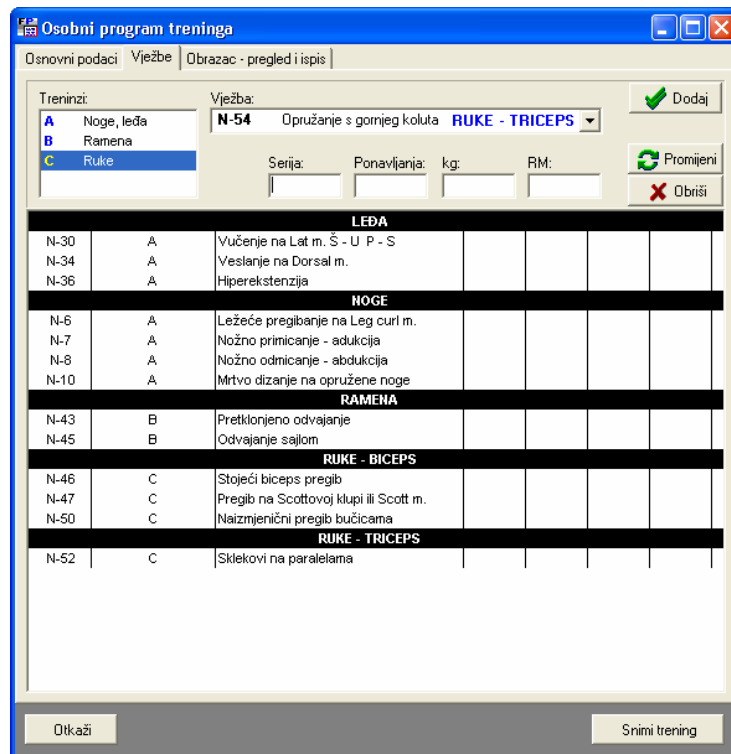 Osobni program treninga
Osnovni podaci Vježbe Obrazac - pregled i ispis
Treninzi: Vježba: Dodaj
A Noge, leđa N-54 Opružanje s gornjeg koluta RUKE - TRICEPS
B Ramena
C Ruke Serija: Ponavljanja: kg: RM: Promijeni
Obriši
LEĐA
N-30 A Vučenje na Lat m. Š - U P - S
N-34 A Veslanje na Dorsal m.
N-36 A Hiperekstenzija
NOGE
N-6 A Ležeće pregibanje na Leg curl m.
N-7 A Nožno primicanje - adukcija
N-8 A Nožno odmicanje - abdukcija
N-10 A Mrtvo dizanje na opružene noge
RAMENA
N-43 B Pretklonjeno odvajanje
N-45 B Odvajanje sajlom
RUKE - BICEPS
N-46 C Stojeći biceps pregib
N-47 C Pregib na Scottovoj klupi ili Scott m.
N-50 C Naizmjenični pregib bučicama
RUKE - TRICEPS
N-52 C Sklekovi na paralelama
Otkaži Snimi trening